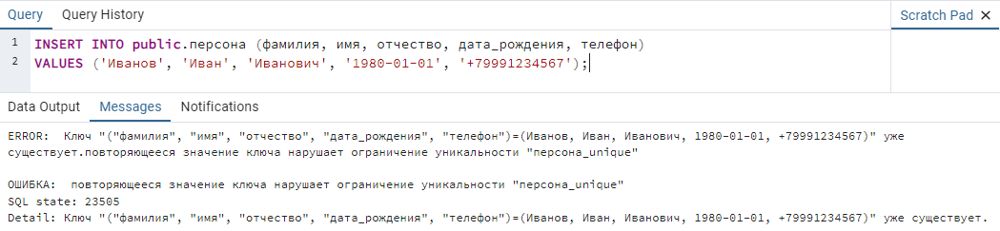 Query Query History Scratch Pad ✕
1 INSERT INTO public.персона (фамилия, имя, отчество, дата_рождения, телефон)
2 VALUES ('Иванов', 'Иван', 'Иванович', '1980-01-01', '+79991234567');
Data Output Messages Notifications
ERROR:  Ключ "("фамилия", "имя", "отчество", "дата_рождения", "телефон")=(Иванов, Иван, Иванович, 1980-01-01, +79991234567)" уже
существует.повторяющееся значение ключа нарушает ограничение уникальности "персона_unique"
ОШИБКА:  повторяющееся значение ключа нарушает ограничение уникальности "персона_unique"
SQL state: 23505
Detail: Ключ "("фамилия", "имя", "отчество", "дата_рождения", "телефон")=(Иванов, Иван, Иванович, 1980-01-01, +79991234567)" уже существует.